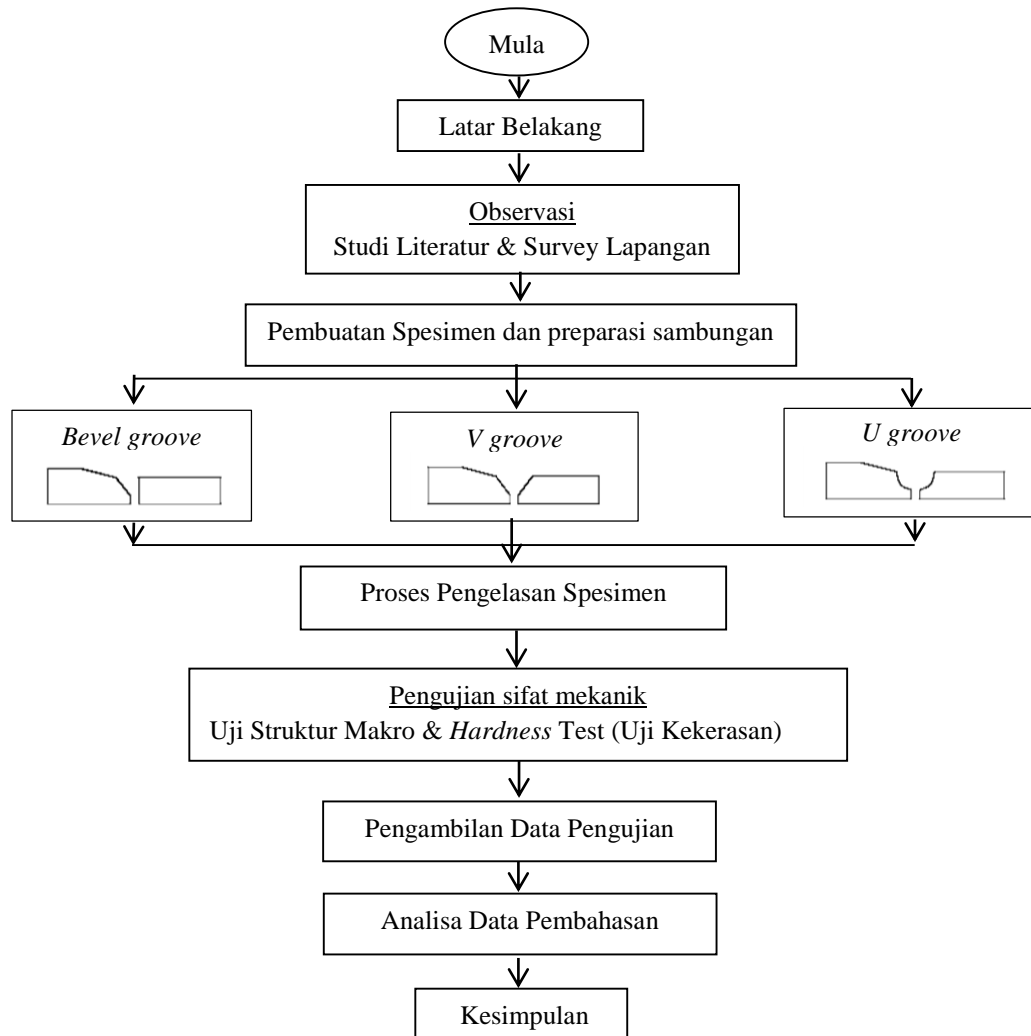 Mula
Latar Belakang
Observasi
Studi Literatur & Survey Lapangan
Pembuatan Spesimen dan preparasi sambungan
Bevel groove
V groove
U groove
Proses Pengelasan Spesimen
Pengujian sifat mekanik
Uji Struktur Makro & Hardness Test (Uji Kekerasan)
Pengambilan Data Pengujian
Analisa Data Pembahasan
Kesimpulan